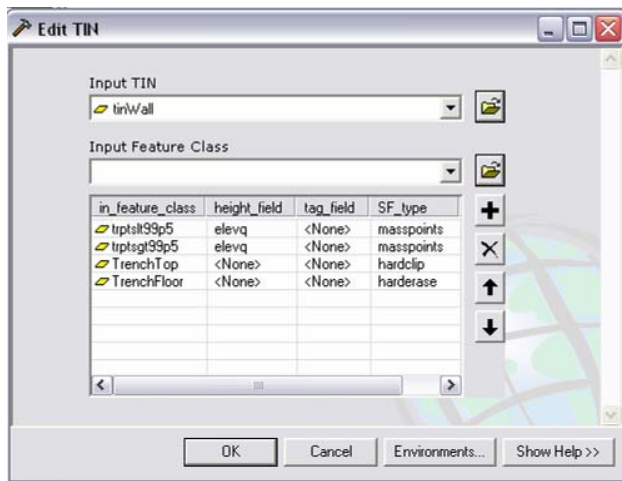 Edit TIN
Input TIN
tinWall
Input Feature Class
in_feature_class height_field tag_field SF_type
trptslt99p5 elevq <None> masspoints
trptsgt99p5 elevq <None> masspoints
TrenchTop <None> <None> hardclip
TrenchFloor <None> <None> harderase
OK Cancel Environments... Show Help >>